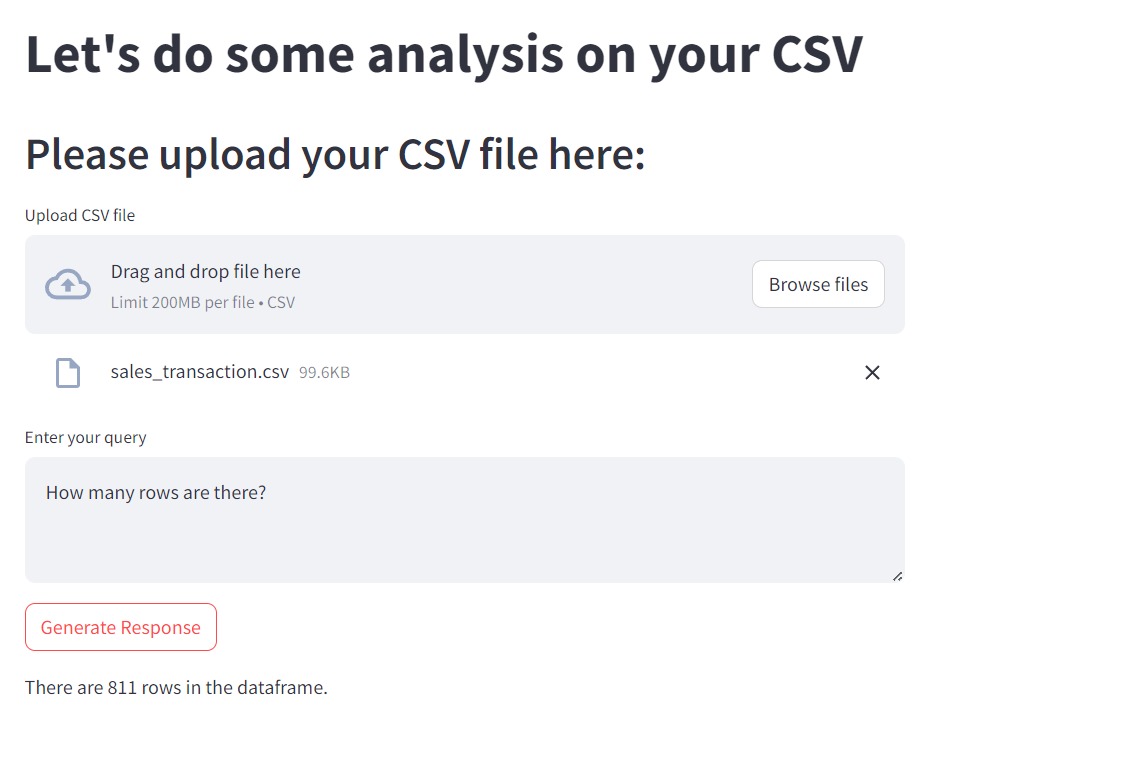 Let's do some analysis on your CSV
Please upload your CSV file here:
Upload CSV file
Drag and drop file here
Limit 200MB per file • CSV
Browse files
sales_transaction.csv 99.6KB
Enter your query
How many rows are there?
Generate Response
There are 811 rows in the dataframe.